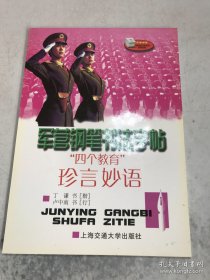 军营钢笔书法字帖
“四个教育”
珍言妙语
丁谦 书[楷]
卢中南 书[行]
JUNYING GANGBI
SHUFA ZITIE
上海交通大学出版社